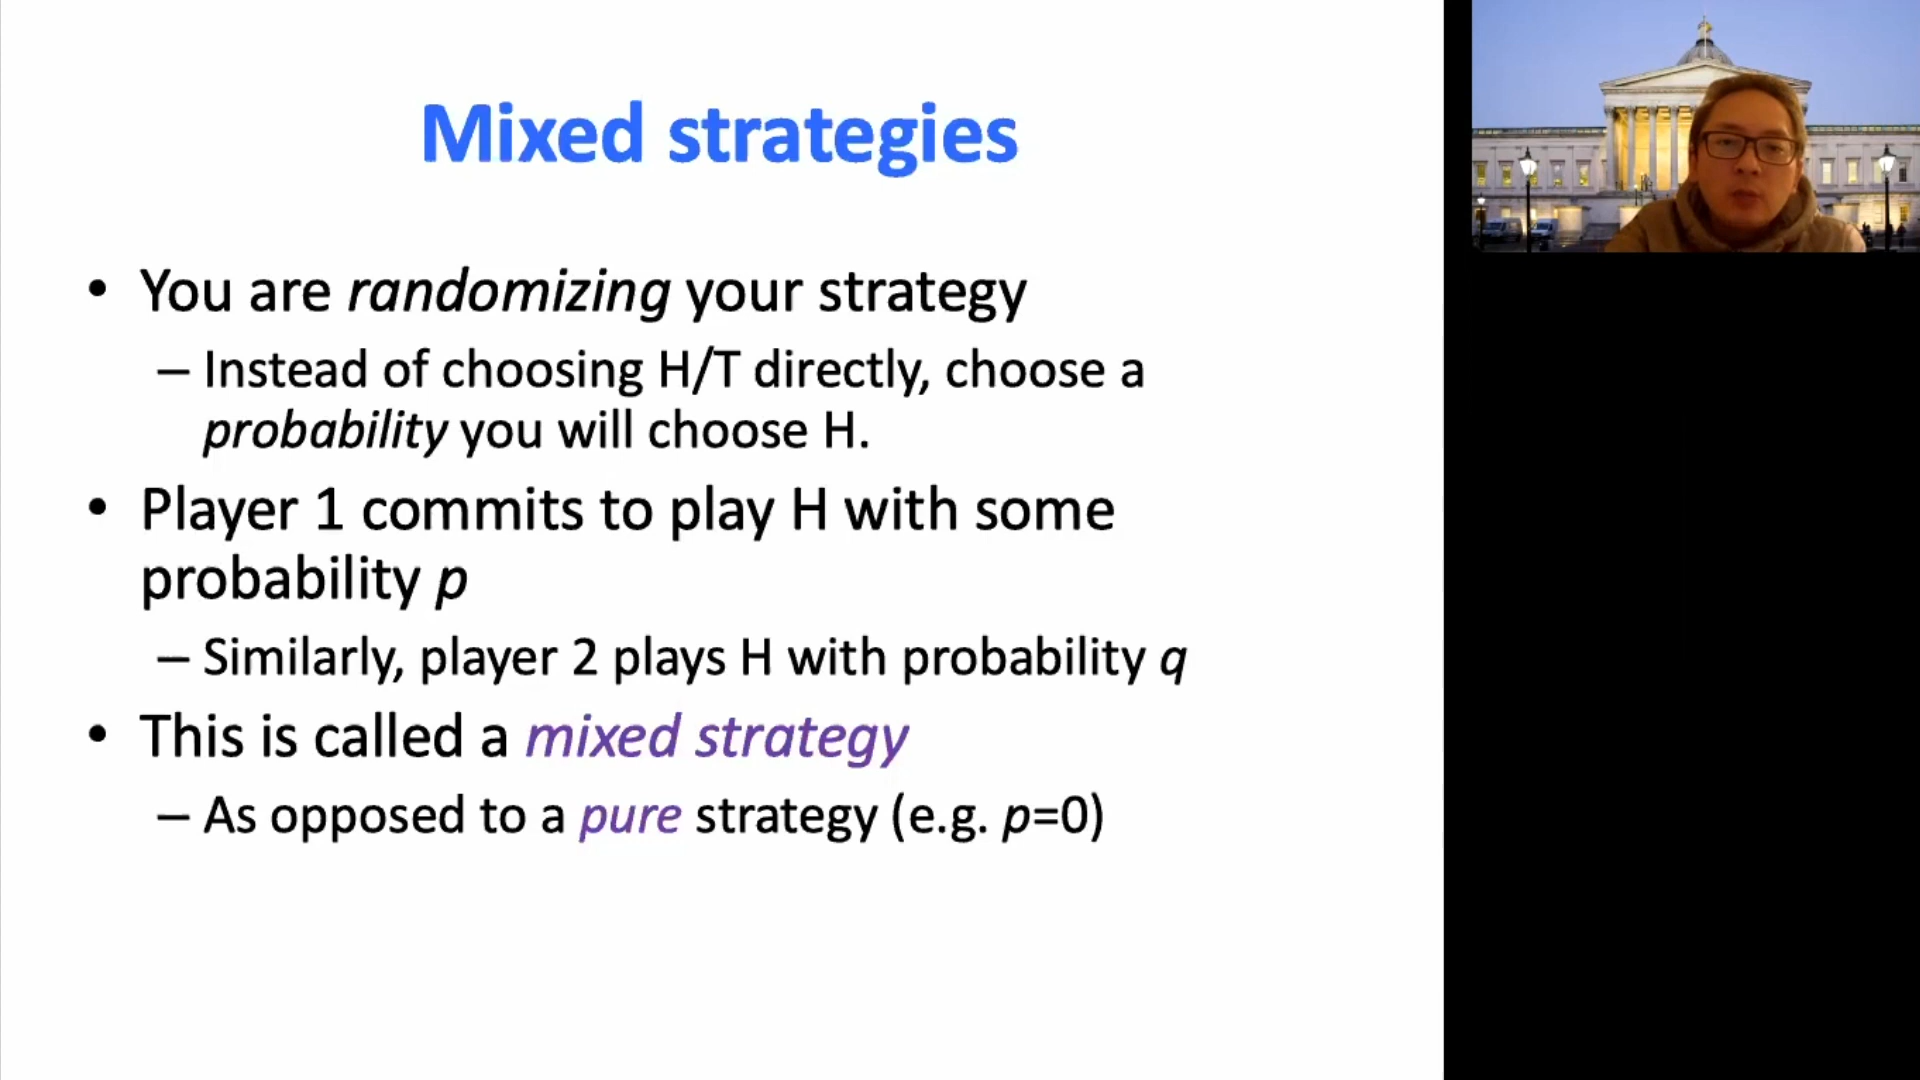 Mixed strategies
• You are randomizing your strategy
– Instead of choosing H/T directly, choose a
probability you will choose H.
• Player 1 commits to play H with some
probability p
– Similarly, player 2 plays H with probability q
• This is called a mixed strategy
– As opposed to a pure strategy (e.g. p=0)